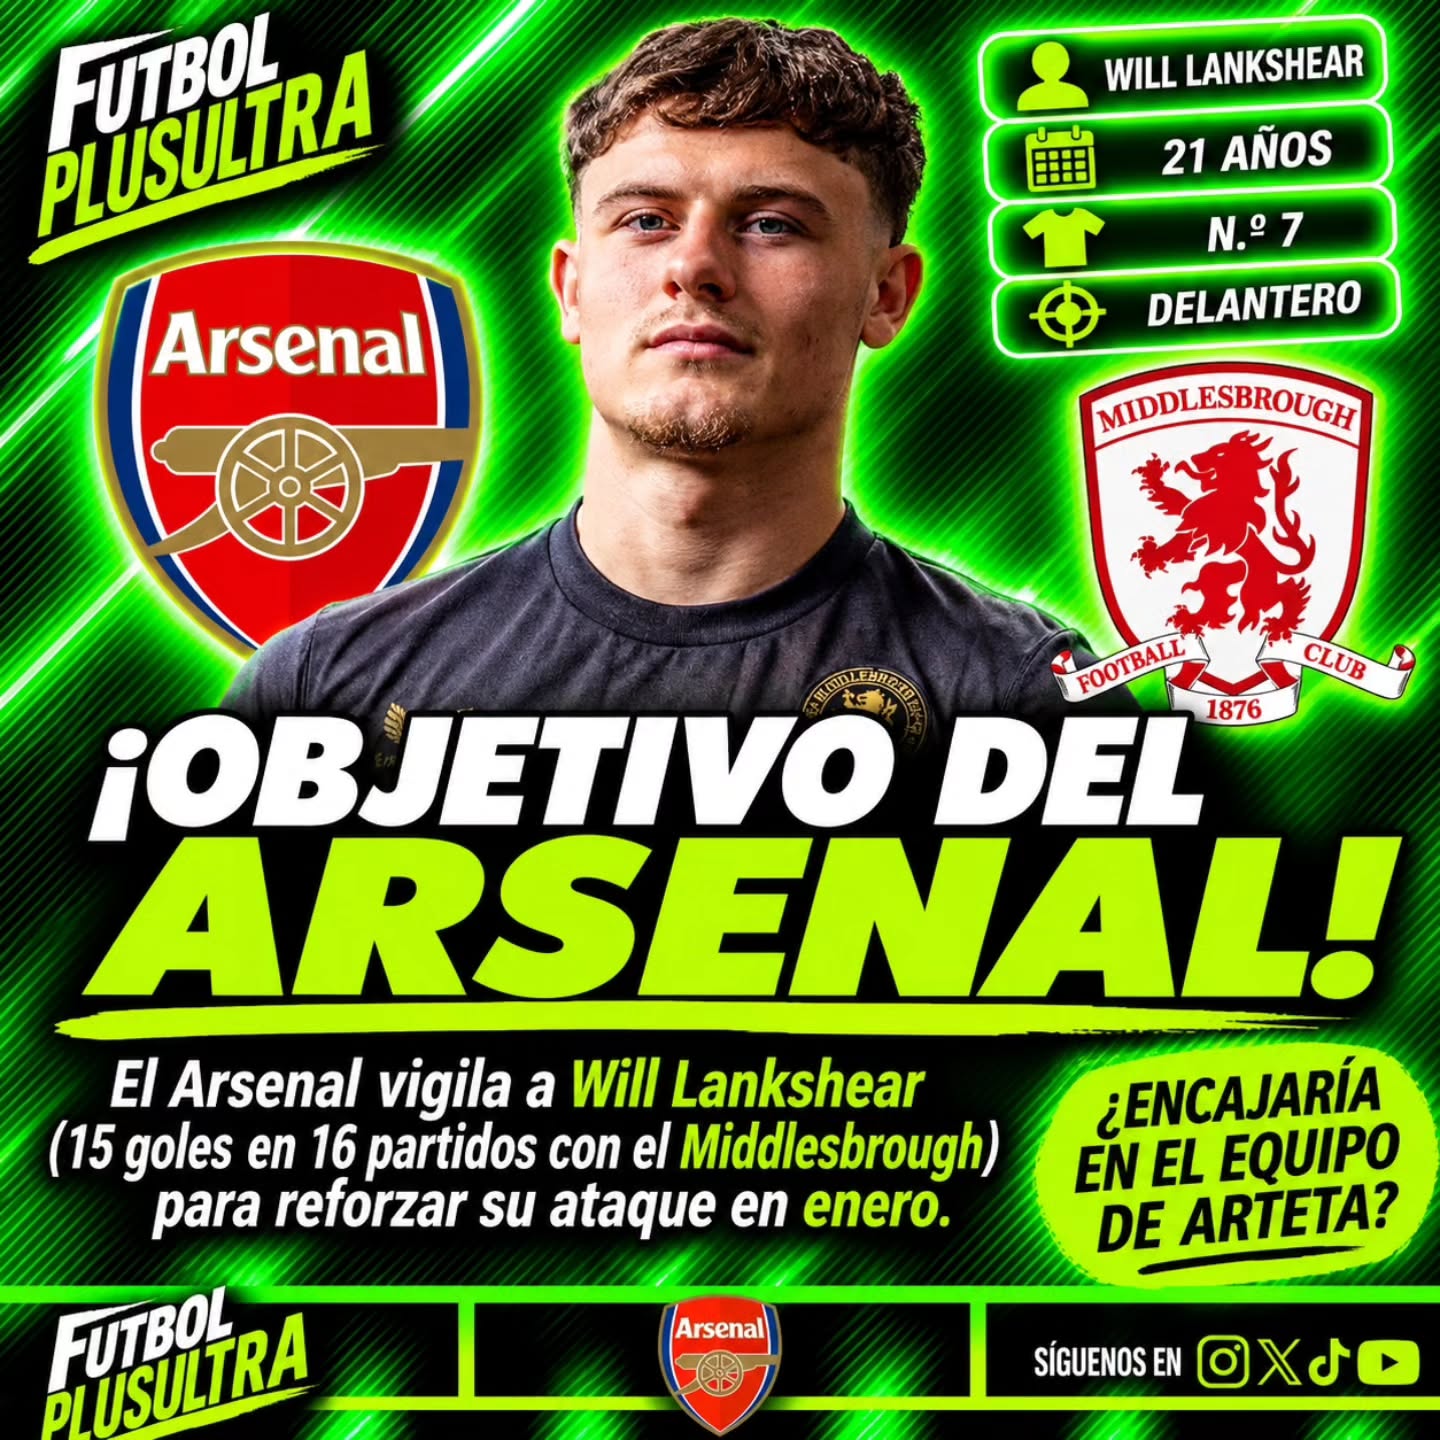 FUTBOL
PLUSULTRA
WILL LANKSHEAR
21 AÑOS
N.º 7
DELANTERO
Arsenal
MIDDLESBROUGH
FOOTBALL
CLUB
1876
¡OBJETIVO DEL
ARSENAL!
El Arsenal vigila a Will Lankshear
(15 goles en 16 partidos con el Middlesbrough)
para reforzar su ataque en enero.
¿ENCAJARÍA
EN EL EQUIPO
DE ARTETA?
FUTBOL
PLUSULTRA
Arsenal
SÍGUENOS EN